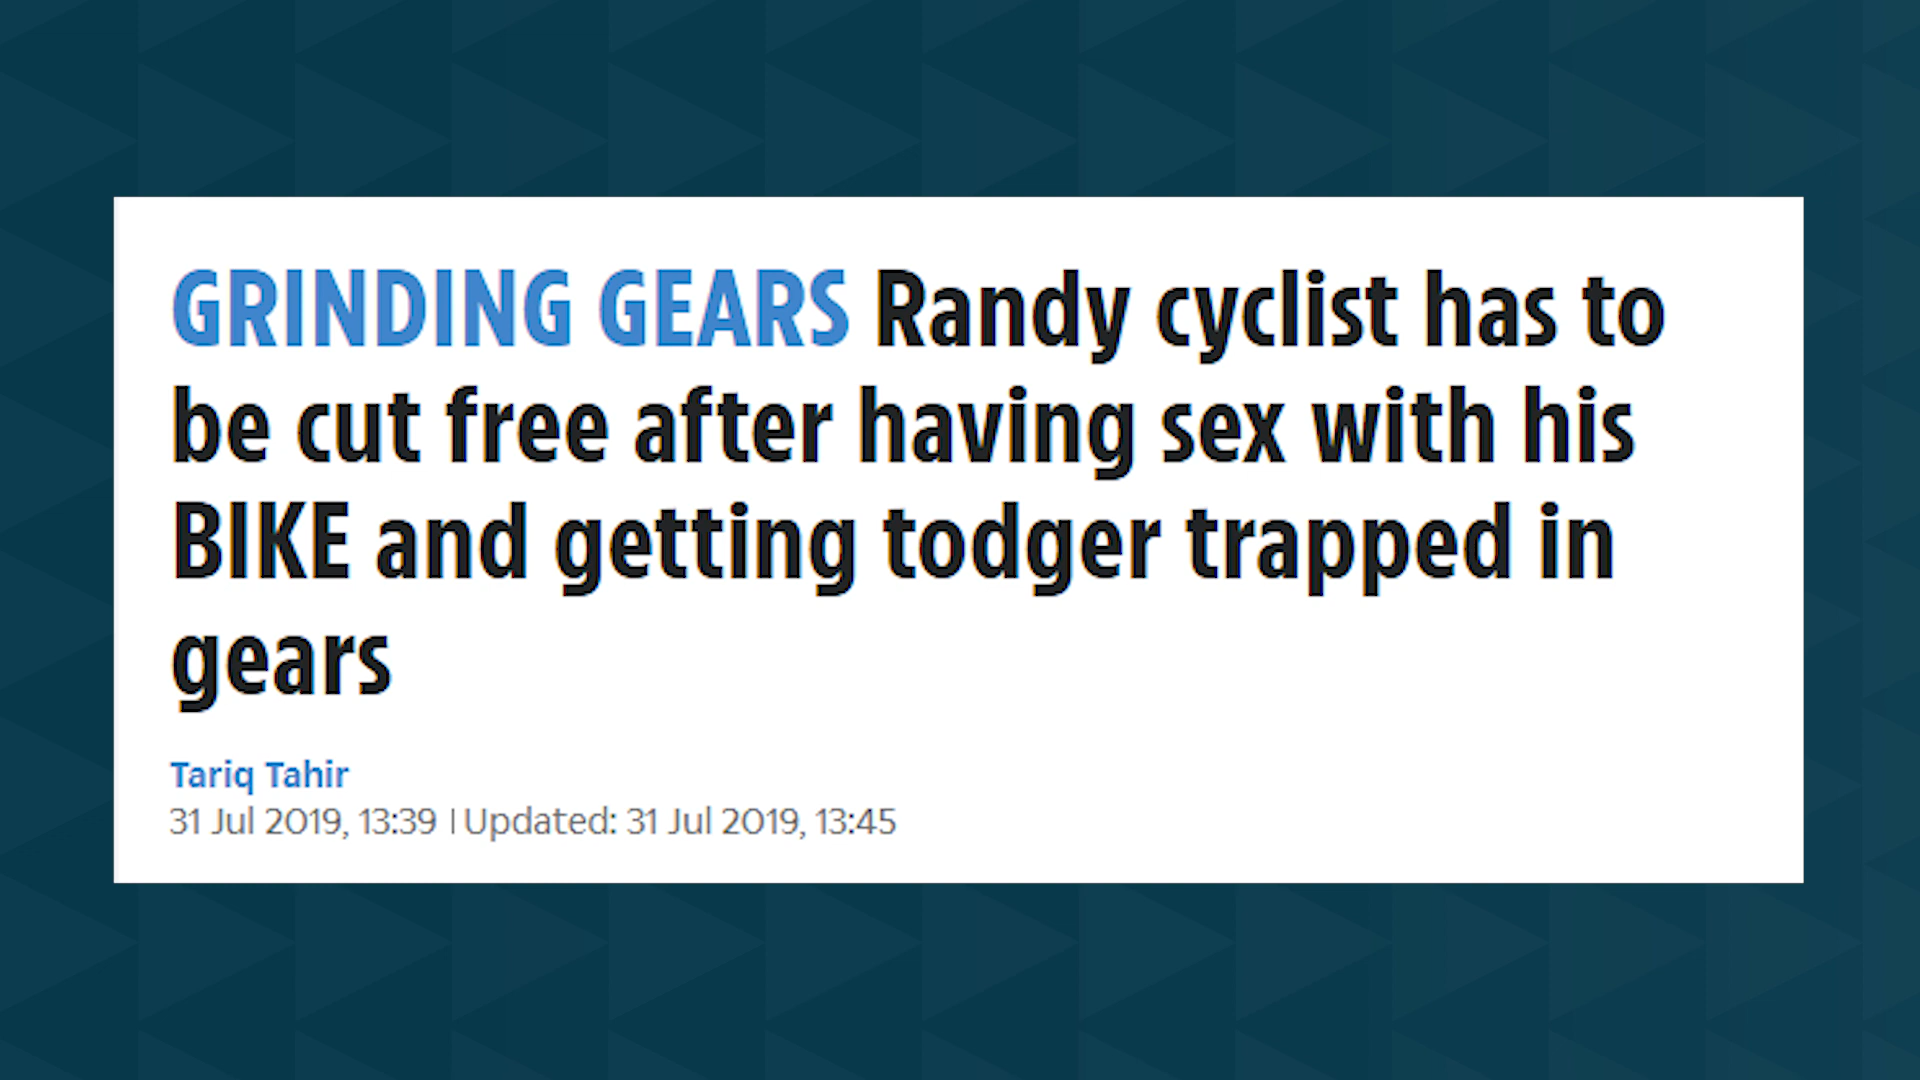 GRINDING GEARS Randy cyclist has to
be cut free after having sex with his
BIKE and getting todger trapped in
gears
Tariq Tahir
31 Jul 2019, 13:39 | Updated: 31 Jul 2019, 13:45